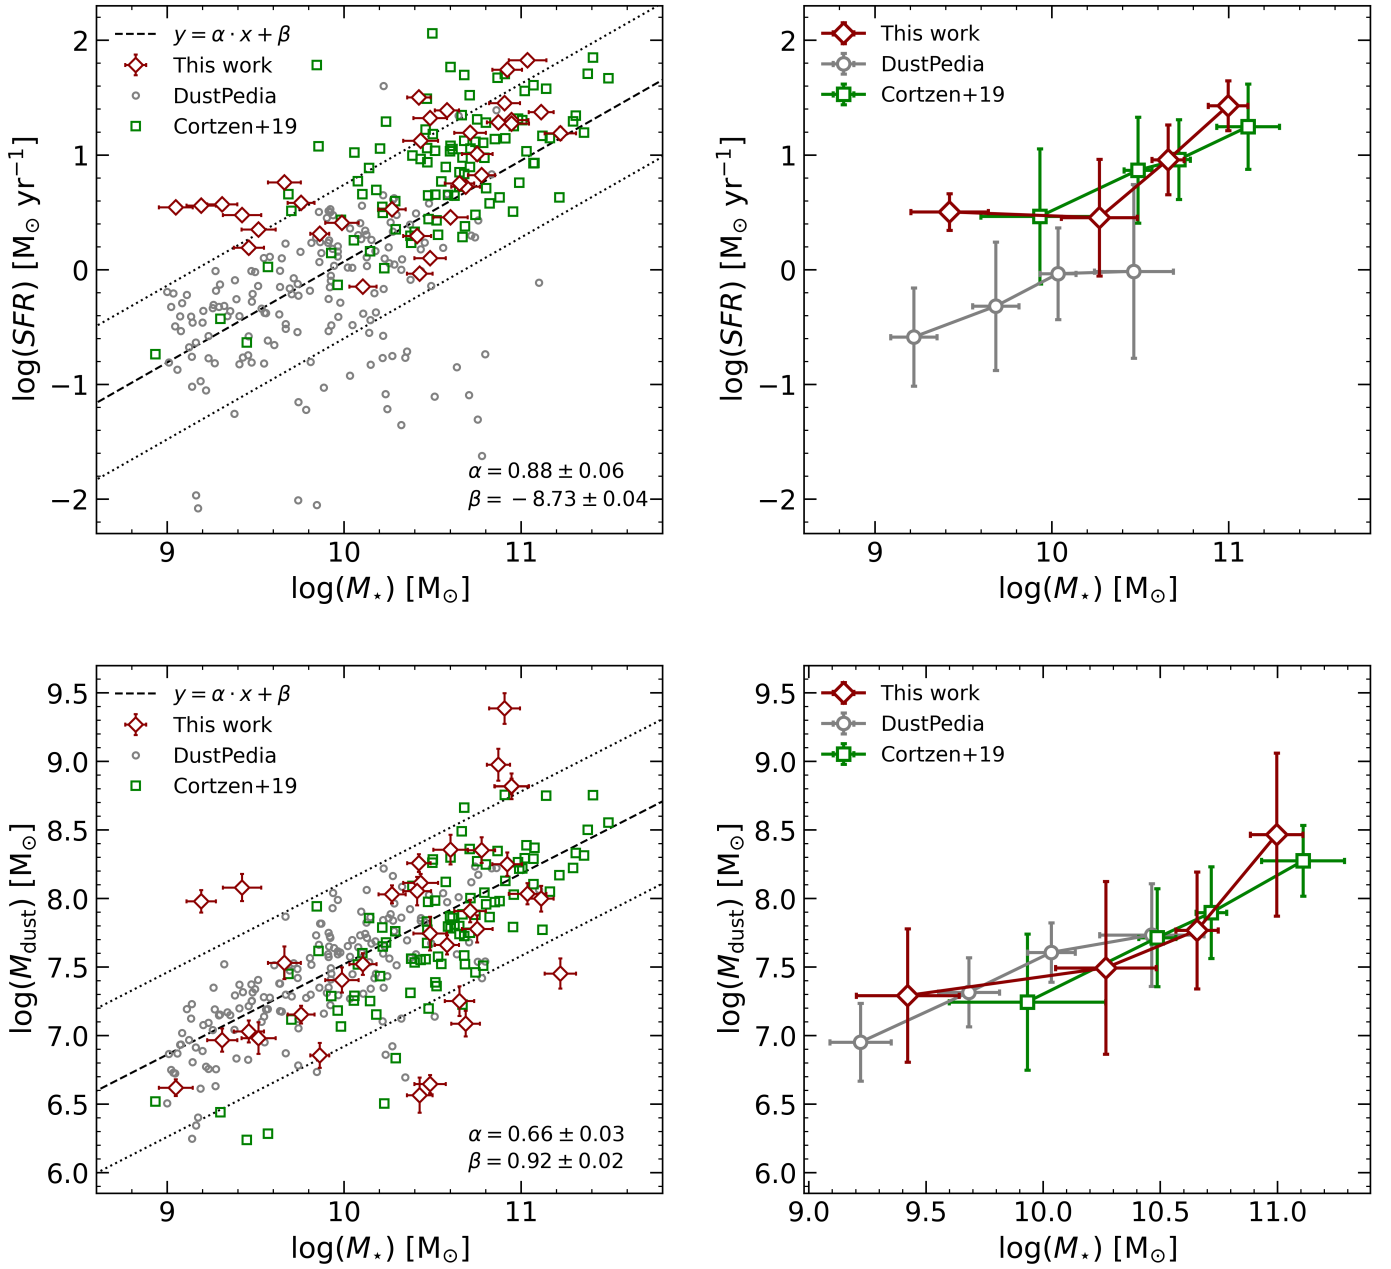 y = α · x + β
This work
DustPedia
Cortzen+19
α = 0.88 ± 0.06
β = − 8.73 ± 0.04
2
1
0
−1
−2
9
10
11
log(SFR) [M⊙ yr⁻¹]
log(M⋆) [M⊙]
This work
DustPedia
Cortzen+19
2
1
0
−1
−2
9
10
11
log(SFR) [M⊙ yr⁻¹]
log(M⋆) [M⊙]
y = α · x + β
This work
DustPedia
Cortzen+19
α = 0.66 ± 0.03
β = 0.92 ± 0.02
9.5
9.0
8.5
8.0
7.5
7.0
6.5
6.0
9
10
11
log(M_dust) [M⊙]
log(M⋆) [M⊙]
This work
DustPedia
Cortzen+19
9.5
9.0
8.5
8.0
7.5
7.0
6.5
6.0
9.0
9.5
10.0
10.5
11.0
log(M_dust) [M⊙]
log(M⋆) [M⊙]